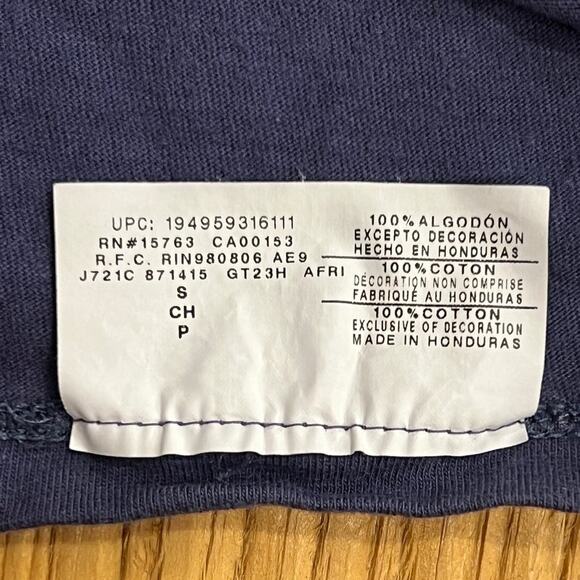 UPC: 194959316111
RN#15763 CA00153
R.F.C. RIN980806 AE9
J721C 871415 GT23H AFRI
S
CH
P
100%ALGODÓN
EXCEPTO DECORACIÓN
HECHO EN HONDURAS
100%COTON
DÉCORATION NON COMPRISE
FABRIQUÉ AU HONDURAS
100%COTTON
EXCLUSIVE OF DECORATION
MADE IN HONDURAS